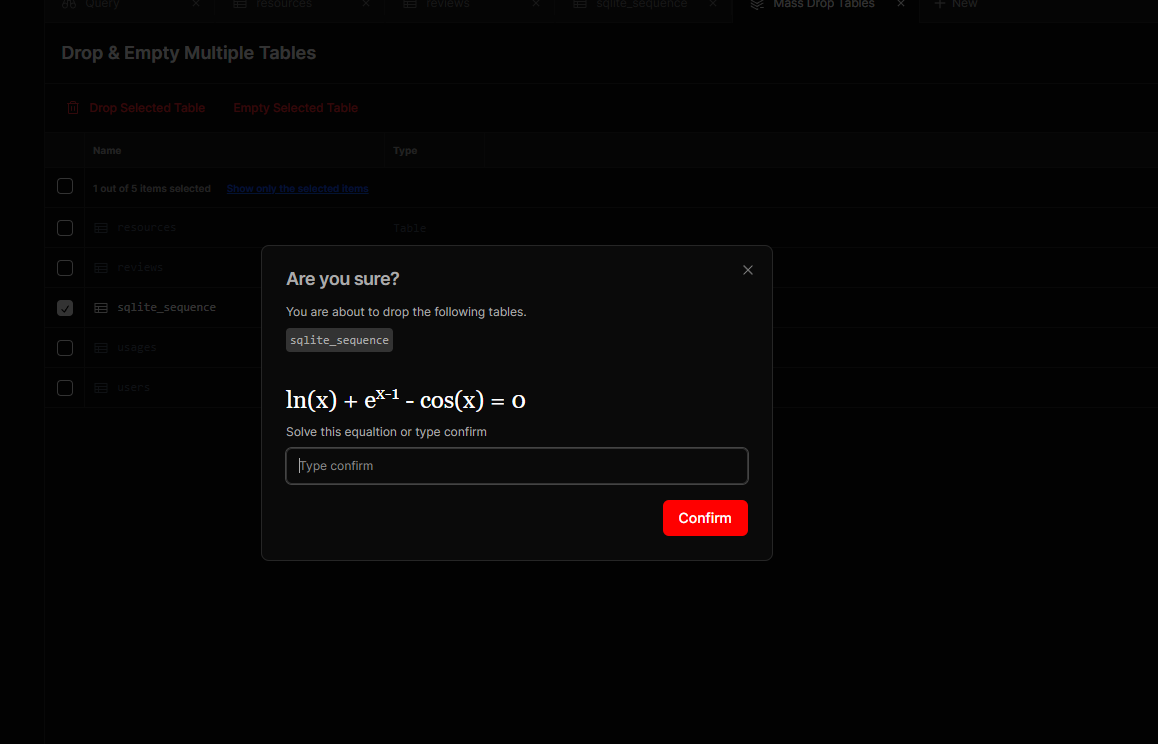 Query resources reviews sqlite_sequence Mass Drop Tables New
Drop & Empty Multiple Tables
Drop Selected Table Empty Selected Table
Name Type
1 out of 5 items selected Show only the selected items
resources Table
reviews
sqlite_sequence
usages
users
Are you sure?
You are about to drop the following tables.
sqlite_sequence
ln(x) + eˣ⁻¹ - cos(x) = 0
Solve this equaltion or type confirm
Type confirm
Confirm